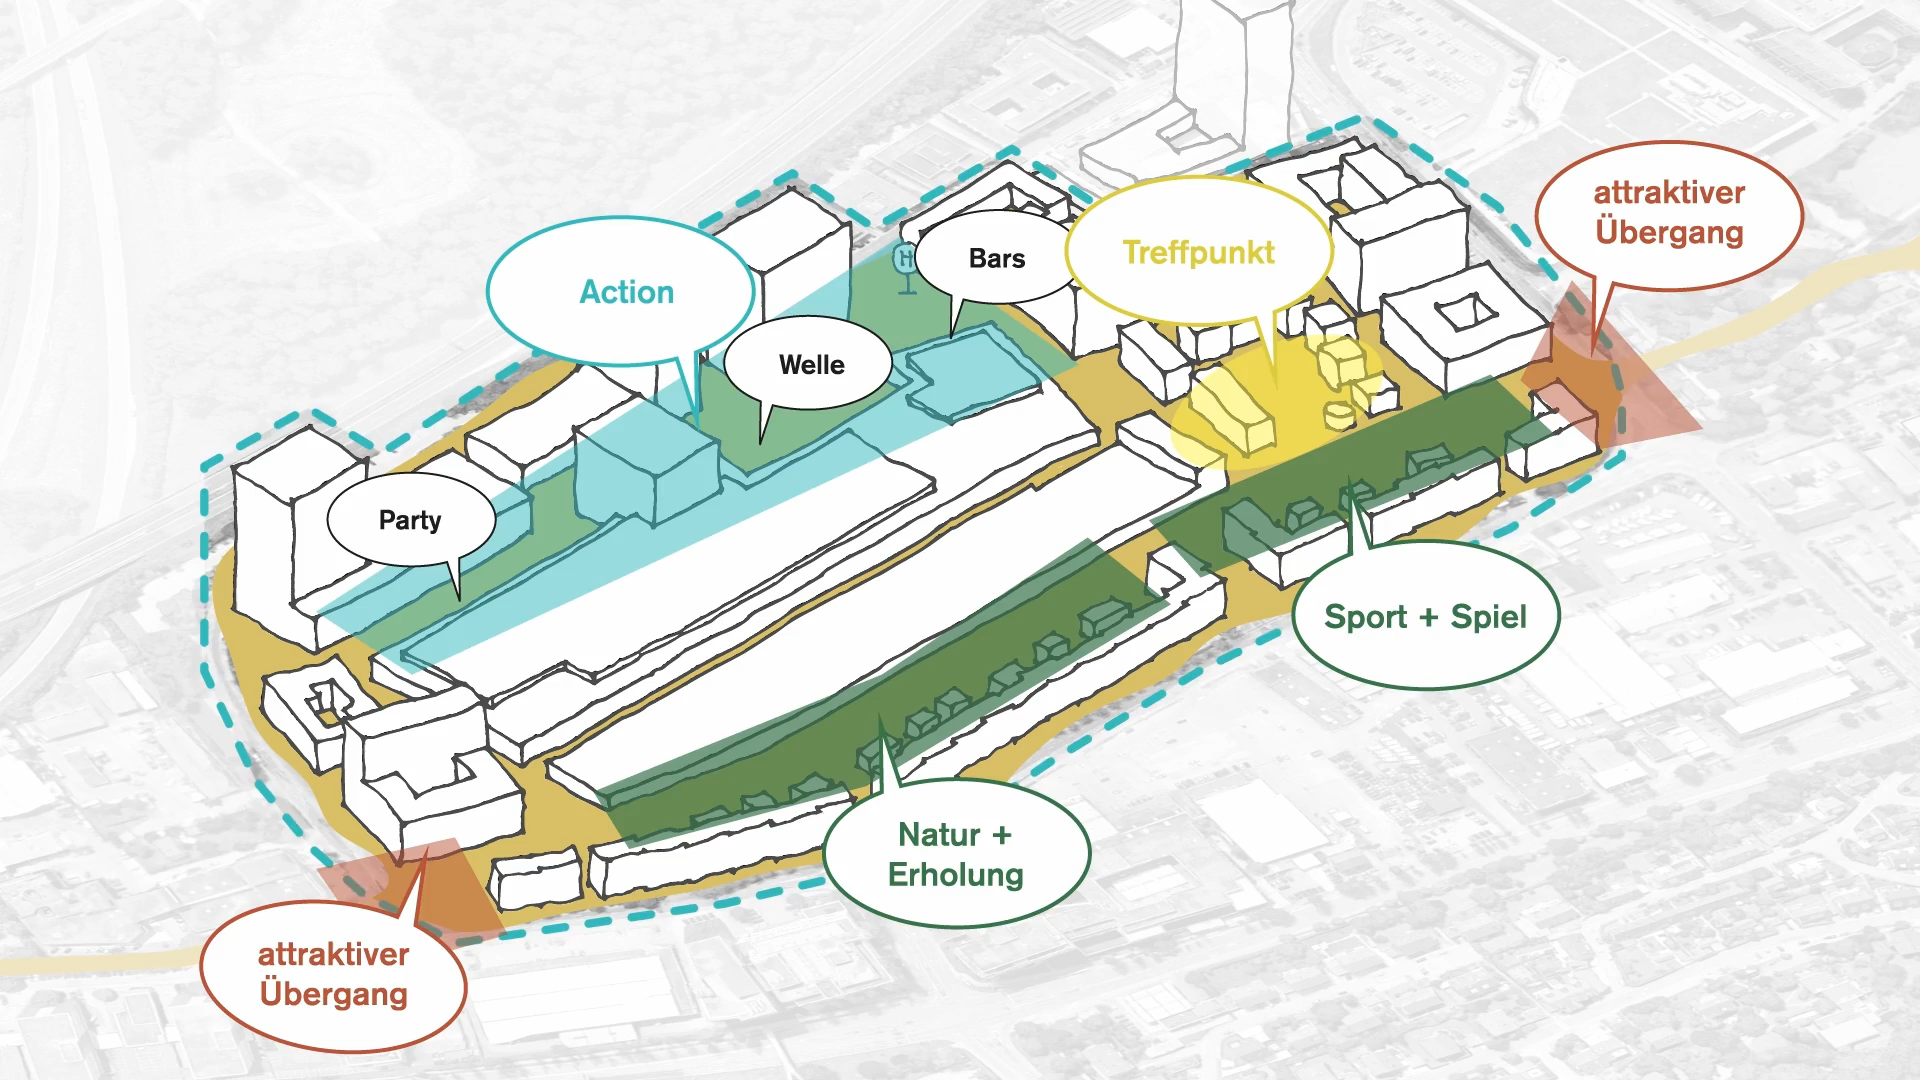 attraktiver
Übergang
Treffpunkt
Bars
H
Action
Welle
Party
Sport + Spiel
Natur +
Erholung
attraktiver
Übergang